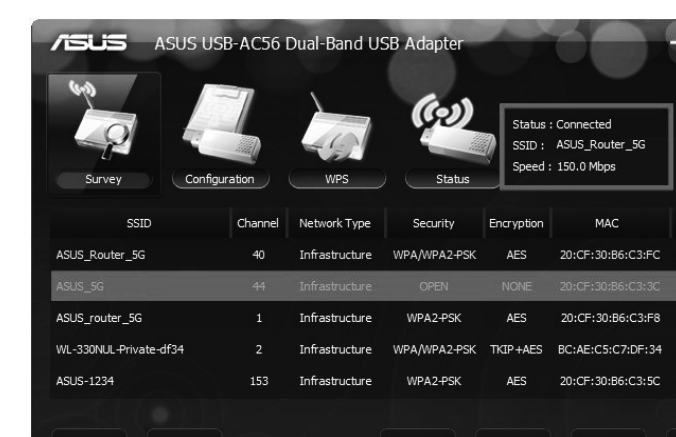 ASUS ASUS USB-AC56 Dual-Band USB Adapter
Status : Connected
SSID : ASUS_Router_5G
Speed : 150.0 Mbps
Survey Configuration WPS Status
SSID Channel Network Type Security Encryption MAC
ASUS_Router_5G 40 Infrastructure WPA/WPA2-PSK AES 20:CF:30:B6:C3:FC
ASUS_5G 44 Infrastructure OPEN NONE 20:CF:30:B6:C3:3C
ASUS_router_5G 1 Infrastructure WPA2-PSK AES 20:CF:30:B6:C3:F8
WL-330NUL-Private-df34 2 Infrastructure WPA/WPA2-PSK TKIP+AES BC:AE:C5:C7:DF:34
ASUS-1234 153 Infrastructure WPA2-PSK AES 20:CF:30:B6:C3:5C